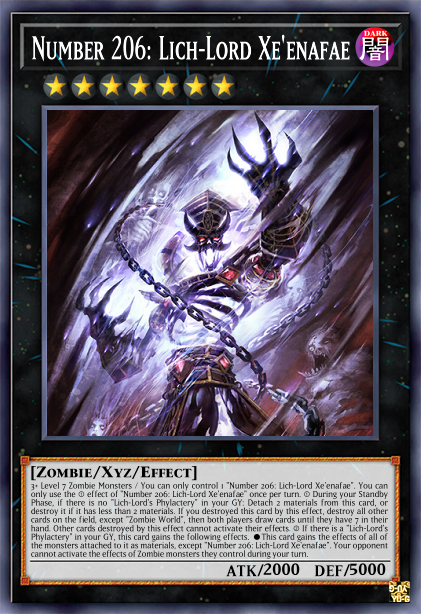 Number 206: Lich-Lord Xe'enafae
DARK
闇
[Zombie/Xyz/Effect]
3+ Level 7 Zombie Monsters / You can only control 1 "Number 206: Lich-Lord Xe'enafae". You can
only use the ① effect of "Number 206: Lich-Lord Xe'enafae" once per turn. ① During your Standby
Phase, if there is no "Lich-Lord's Phylactery" in your GY: Detach 2 materials from this card, or
destroy it if it has less than 2 materials. If you destroyed this card by this effect, destroy all other
cards on the field, except "Zombie World", then both players draw cards until they have 7 in their
hand. Other cards destroyed by this effect cannot activate their effects. ② If there is a "Lich-Lord's
Phylactery" in your GY, this card gains the following effects. ●This card gains the effects of all of
the monsters attached to it as materials, except "Number 206: Lich-Lord Xe'enafae". Your opponent
cannot activate the effects of Zombie monsters they control during your turn.
ATK/2000 DEF/5000